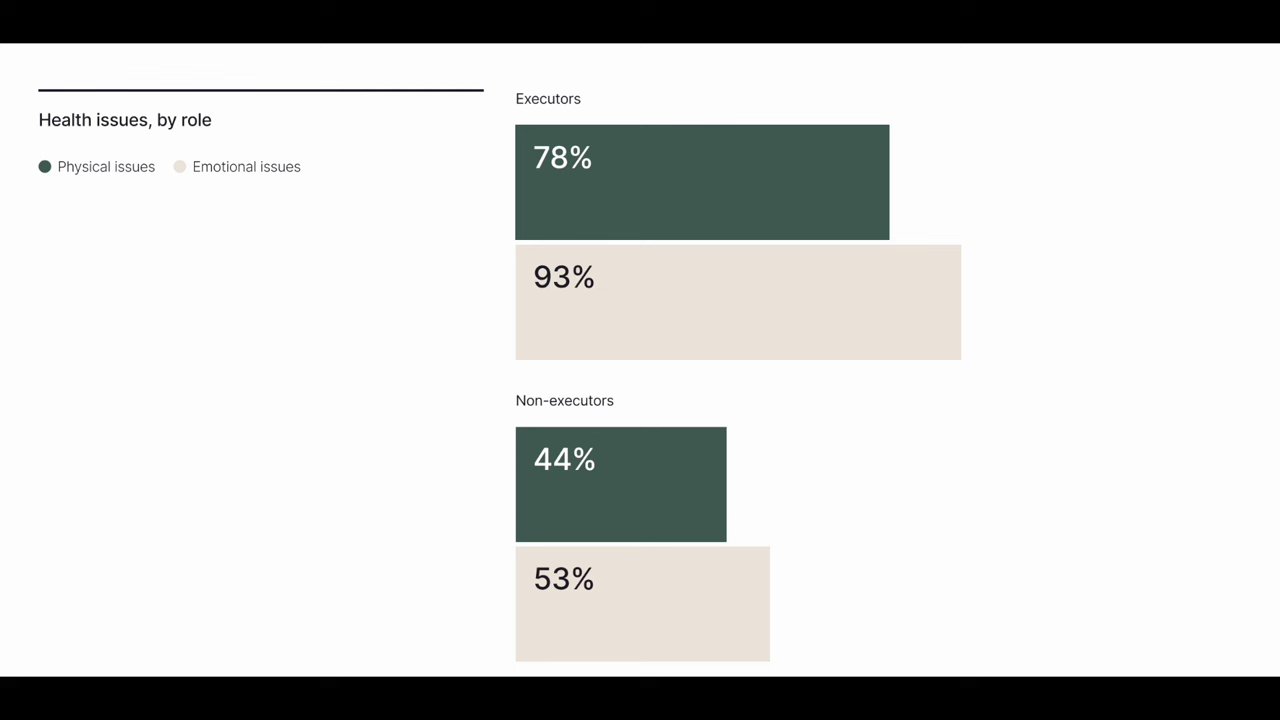 Health issues, by role
Physical issues
Emotional issues
Executors
78%
93%
Non-executors
44%
53%